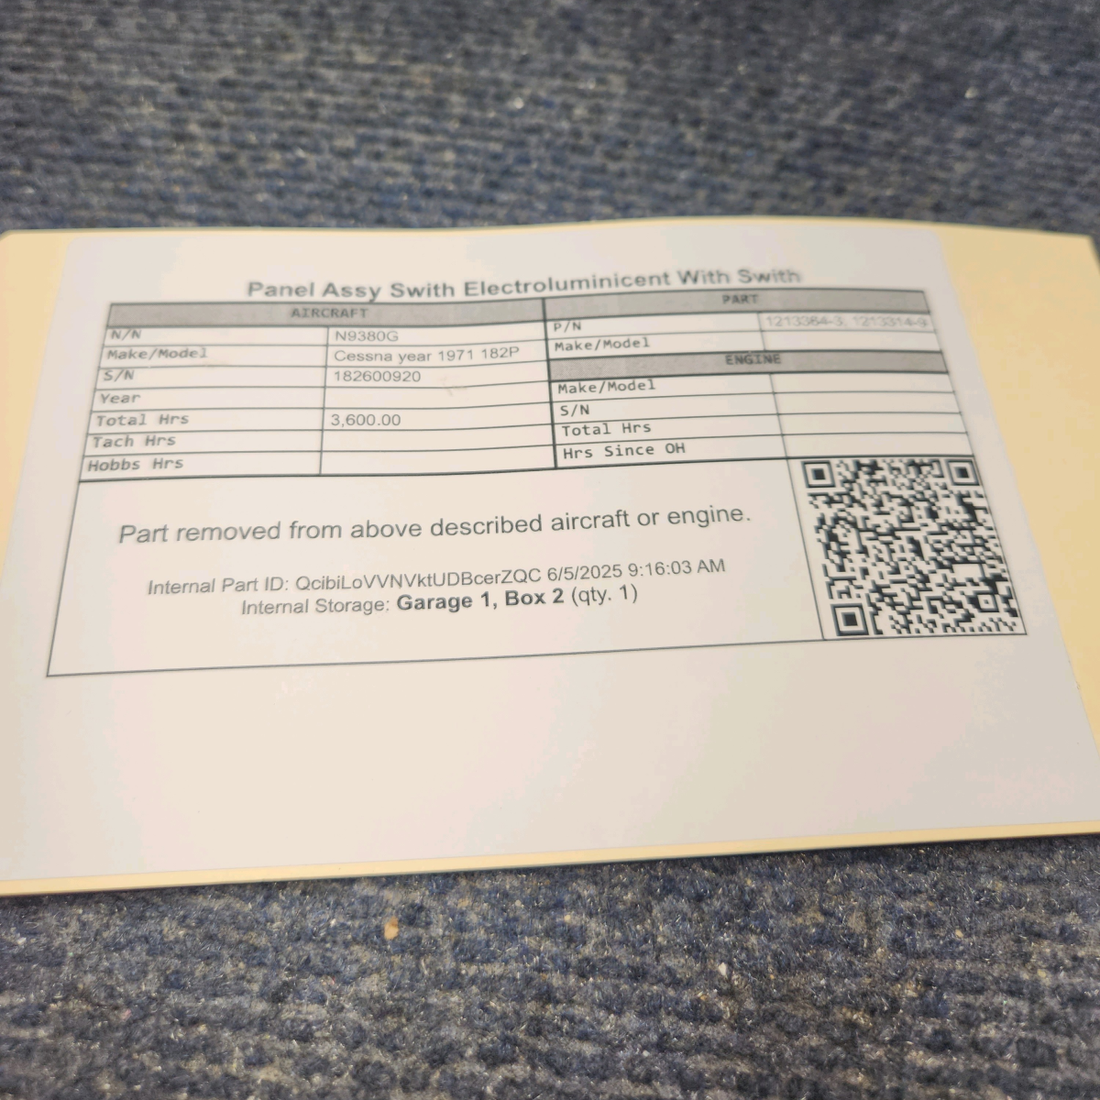 Panel Assy Swith Electroluminicent With Swith
AIRCRAFT
N/N N9380G
Make/Model Cessna year 1971 182P
S/N 182600920
Year
Total Hrs 3,600.00
Tach Hrs
Hobbs Hrs
PART
P/N
Make/Model
ENGINE
Make/Model
S/N
Total Hrs
Hrs Since OH
Part removed from above described aircraft or engine.
Internal Part ID: QcibiLoVVNVktUDBcerZQC 6/5/2025 9:16:03 AM
Internal Storage: Garage 1, Box 2 (qty. 1)